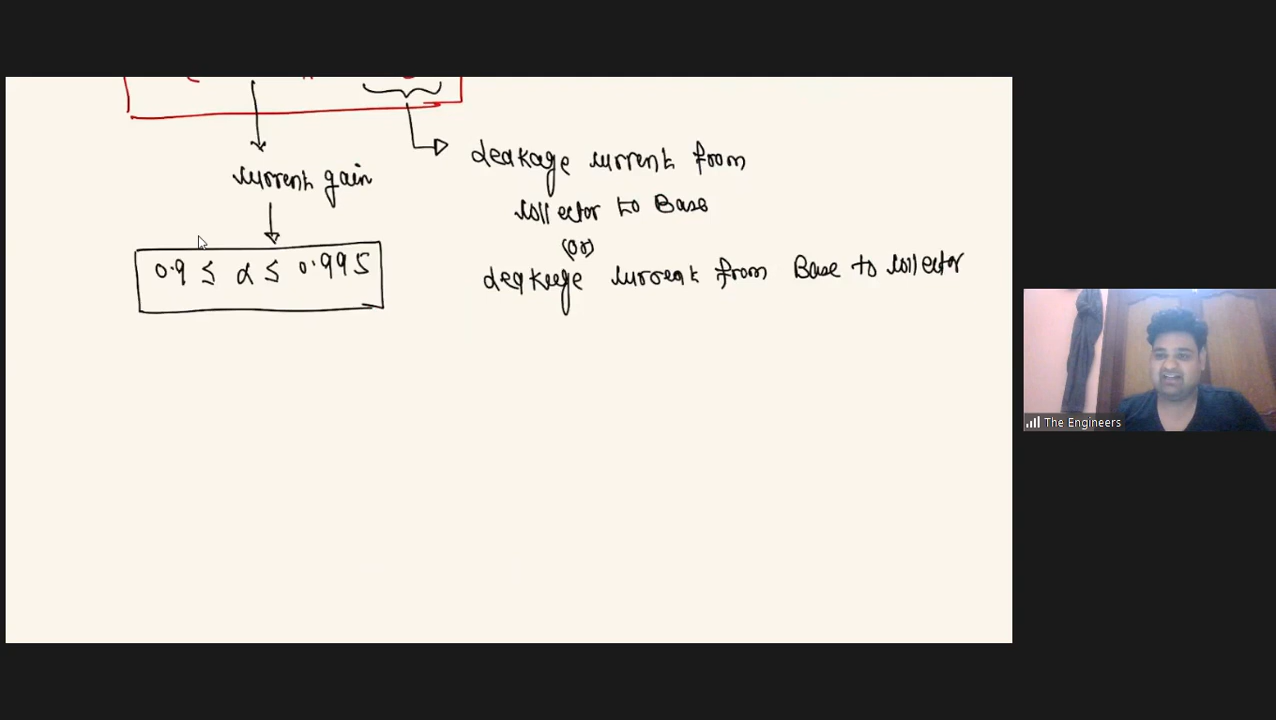 current gain
0.9 ≤ α ≤ 0.995
Leakage current from
collector to Base
(or)
Leakage current from Base to collector
The Engineers